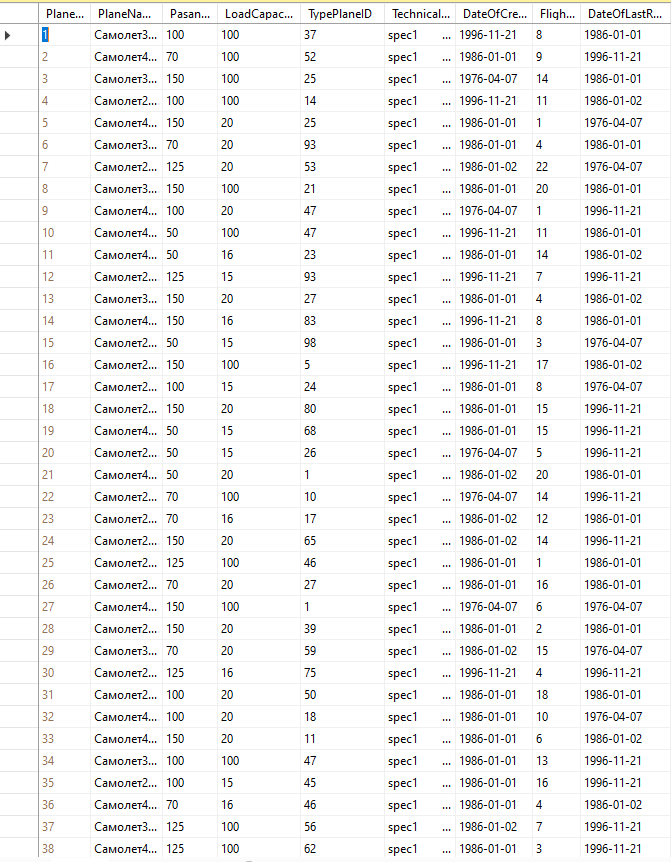 Plane... PlaneNa... Pasan... LoadCapac... TypePlaneID Technical... DateOfCre... Fligh... DateOfLastR...
1 Самолет3... 100 100 37 spec1 ... 1996-11-21 8 1986-01-01
2 Самолет4... 70 100 52 spec1 ... 1986-01-01 9 1996-11-21
3 Самолет3... 150 100 25 spec1 ... 1976-04-07 14 1986-01-01
4 Самолет2... 100 100 14 spec1 ... 1996-11-21 11 1986-01-02
5 Самолет4... 150 20 25 spec1 ... 1986-01-01 1 1976-04-07
6 Самолет3... 70 20 93 spec1 ... 1986-01-01 4 1986-01-01
7 Самолет2... 125 20 53 spec1 ... 1986-01-02 22 1976-04-07
8 Самолет3... 150 100 21 spec1 ... 1986-01-01 20 1986-01-01
9 Самолет4... 100 20 47 spec1 ... 1976-04-07 1 1996-11-21
10 Самолет4... 50 100 47 spec1 ... 1996-11-21 11 1986-01-01
11 Самолет4... 50 16 23 spec1 ... 1986-01-01 14 1986-01-02
12 Самолет2... 125 15 93 spec1 ... 1996-11-21 7 1996-11-21
13 Самолет3... 150 20 27 spec1 ... 1986-01-01 4 1986-01-02
14 Самолет4... 150 16 83 spec1 ... 1996-11-21 8 1986-01-01
15 Самолет2... 50 15 98 spec1 ... 1986-01-01 3 1976-04-07
16 Самолет2... 150 100 5 spec1 ... 1996-11-21 17 1986-01-02
17 Самолет2... 100 15 24 spec1 ... 1986-01-01 8 1976-04-07
18 Самолет2... 150 20 80 spec1 ... 1986-01-01 15 1996-11-21
19 Самолет4... 50 15 68 spec1 ... 1986-01-01 15 1996-11-21
20 Самолет2... 50 15 26 spec1 ... 1976-04-07 5 1996-11-21
21 Самолет4... 50 20 1 spec1 ... 1986-01-02 20 1986-01-01
22 Самолет2... 70 100 10 spec1 ... 1976-04-07 14 1996-11-21
23 Самолет2... 70 16 17 spec1 ... 1986-01-02 12 1986-01-01
24 Самолет2... 150 20 65 spec1 ... 1986-01-02 14 1996-11-21
25 Самолет2... 125 100 46 spec1 ... 1986-01-01 1 1986-01-01
26 Самолет2... 70 20 27 spec1 ... 1986-01-01 16 1986-01-01
27 Самолет4... 150 100 1 spec1 ... 1976-04-07 6 1976-04-07
28 Самолет2... 150 20 39 spec1 ... 1986-01-01 2 1986-01-01
29 Самолет3... 70 20 59 spec1 ... 1986-01-02 15 1976-04-07
30 Самолет2... 125 16 75 spec1 ... 1996-11-21 4 1996-11-21
31 Самолет2... 100 20 50 spec1 ... 1986-01-01 18 1986-01-01
32 Самолет4... 100 20 18 spec1 ... 1986-01-01 10 1976-04-07
33 Самолет4... 150 20 11 spec1 ... 1986-01-01 6 1986-01-02
34 Самолет3... 100 100 47 spec1 ... 1986-01-01 13 1996-11-21
35 Самолет2... 100 15 45 spec1 ... 1986-01-01 16 1996-11-21
36 Самолет4... 70 16 46 spec1 ... 1986-01-01 4 1986-01-02
37 Самолет3... 125 100 56 spec1 ... 1986-01-02 7 1996-11-21
38 Самолет4... 125 100 62 spec1 ... 1986-01-01 3 1996-11-21